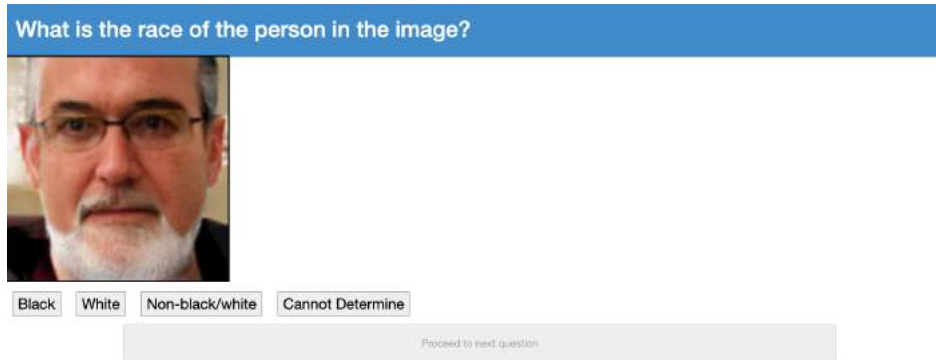 What is the race of the person in the image?
Black White Non-black/white Cannot Determine
Proceed to next question